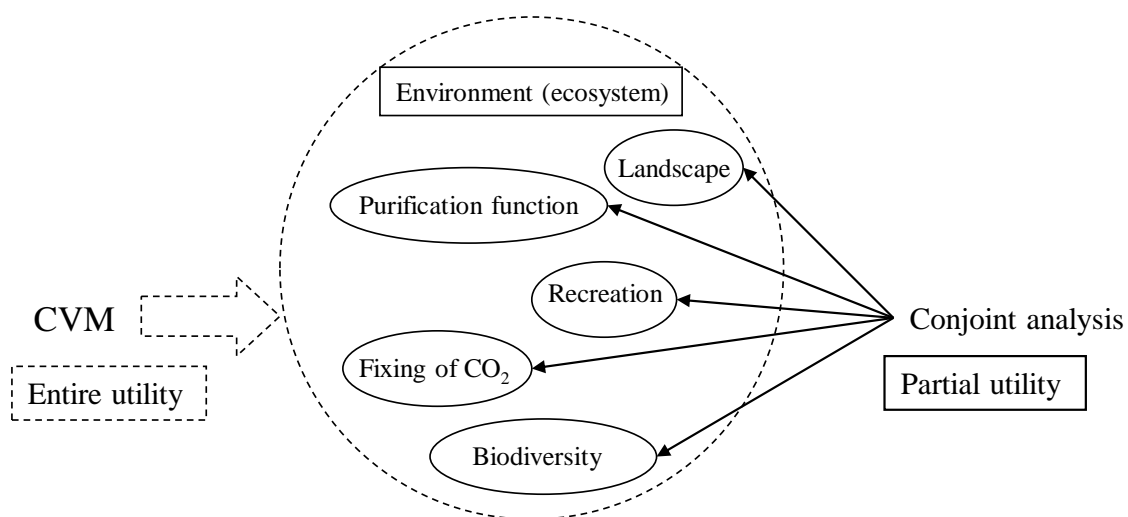 Environment (ecosystem)
Landscape
Purification function
Recreation
CVM
Conjoint analysis
Fixing of CO₂
Entire utility
Partial utility
Biodiversity